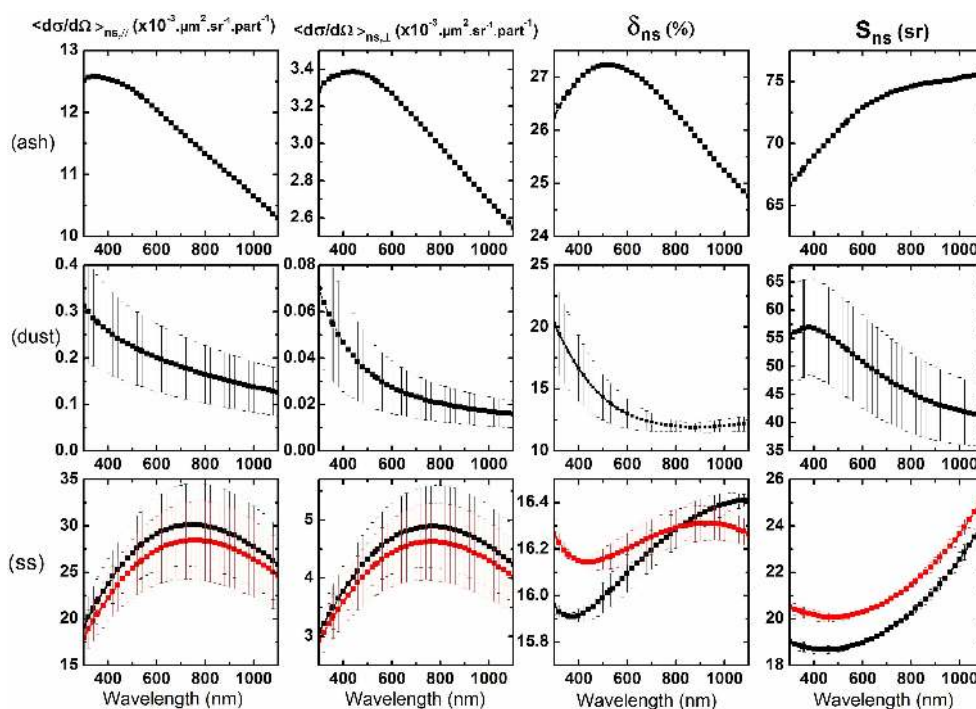 <dσ/dΩ>ns,// (x10⁻³.μm².sr⁻¹.part⁻¹) <dσ/dΩ>ns,⊥ (x10⁻³.μm².sr⁻¹.part⁻¹) δns (%) Sns (sr)
(ash)
12.5 12.0 11.5 11.0 10.5 10
3.4 3.2 3.0 2.8 2.6
27 26 25 24
75 70 65
400 600 800 1000 400 600 800 1000 400 600 800 1000 400 600 800 1000
(dust)
0.4 0.3 0.2 0.1 0.0
0.08 0.06 0.04 0.02 0.00
25 20 15 10
65 60 55 50 45 40 35
400 600 800 1000 400 600 800 1000 400 600 800 1000 400 600 800 1000
(ss)
35 30 25 20 15
5 4 3
16.4 16.2 16.0 15.8
26 24 22 20 18
400 600 800 1000 400 600 800 1000 400 600 800 1000 400 600 800 1000
Wavelength (nm) Wavelength (nm) Wavelength (nm) Wavelength (nm)